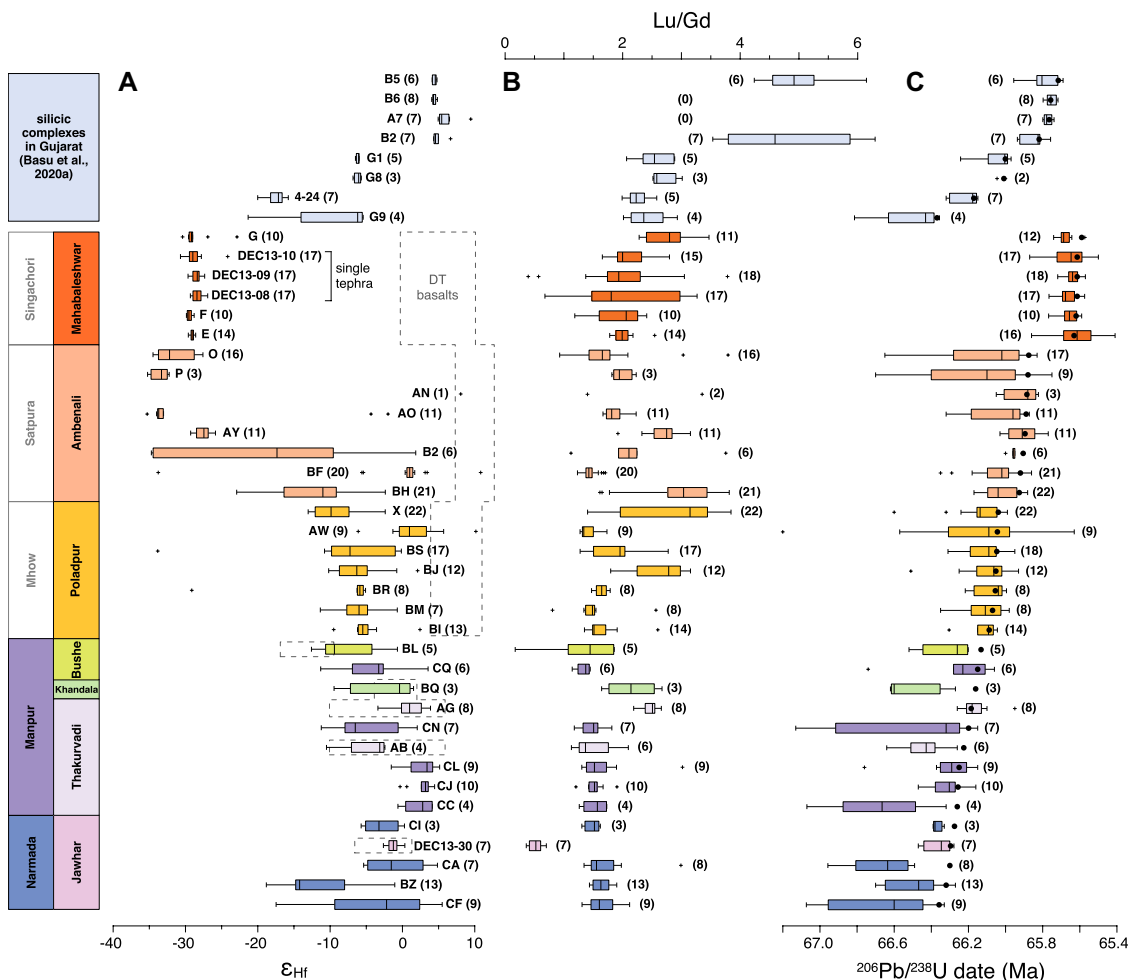 Lu/Gd
0 2 4 6
A B C
silicic
complexes
in Gujarat
(Basu et al.,
2020a)
B5 (6) (6) (6)
B6 (8) (0) (8)
A7 (7) (0) (7)
B2 (7) (7) (7)
G1 (5) (5) (5)
G8 (3) (3) (2)
4-24 (7) (5) (7)
G9 (4) (4) (4)
Singachori
Mahabaleshwar
G (10) (11) (12)
DEC13-10 (17) (15) (17)
DEC13-09 (17) (18) (18)
DEC13-08 (17) (17) (17)
single
tephra
DT
basalts
F (10) (10) (10)
E (14) (14) (16)
Satpura
Ambenali
O (16) (16) (17)
P (3) (3) (9)
AN (1) (2) (3)
AO (11) (11) (11)
AY (11) (11) (11)
B2 (6) (6) (6)
BF (20) (20) (21)
BH (21) (21) (22)
Mhow
Poladpur
X (22) (22) (22)
AW (9) (9) (9)
BS (17) (17) (18)
BJ (12) (12) (12)
BR (8) (8) (8)
BM (7) (8) (8)
BI (13) (14) (14)
Manpur
Bushe
BL (5) (5) (5)
CQ (6) (6) (6)
Khandala
BQ (3) (3) (3)
Thakurvadi
AG (8) (8) (8)
CN (7) (7) (7)
AB (4) (6) (6)
CL (9) (9) (9)
CJ (10) (10) (10)
CC (4) (4) (4)
Narmada
Jawhar
CI (3) (3) (3)
DEC13-30 (7) (7) (7)
CA (7) (8) (8)
BZ (13) (13) (13)
CF (9) (9) (9)
-40 -30 -20 -10 0 10
67.0 66.6 66.2 65.8 65.4
εHf
206Pb/238U date (Ma)